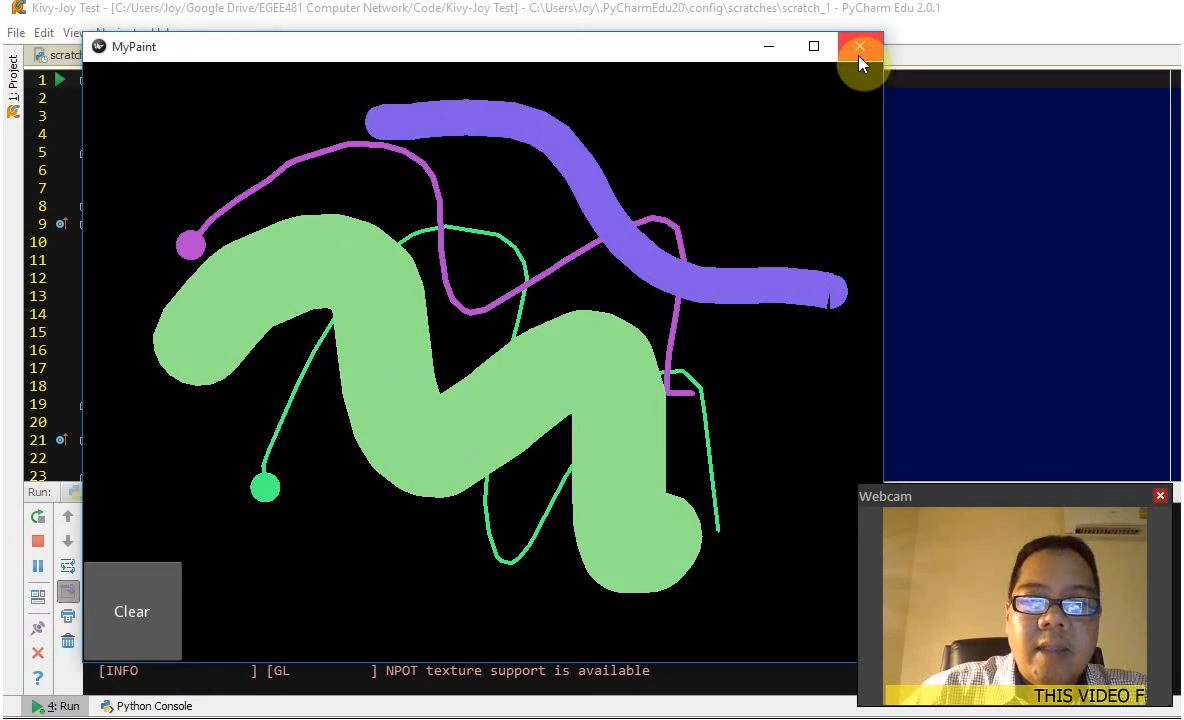 Kivy-Joy Test - [C:/Users/Joy/Google Drive/EGEE481 Computer Network/Code/Kivy-Joy Test] - C:\Users\Joy\.PyCharmEdu20\config\scratches\scratch_1 - PyCharm Edu 2.0.1
File Edit
MyPaint
1: Project
scratc
1
2
3
4
5
6
7
8
9
10
11
12
13
14
15
16
17
18
19
20
21
22
23
Run:
Webcam
Clear
[INFO ] [GL ] NPOT texture support is available
THIS VIDEO F
4: Run Python Console